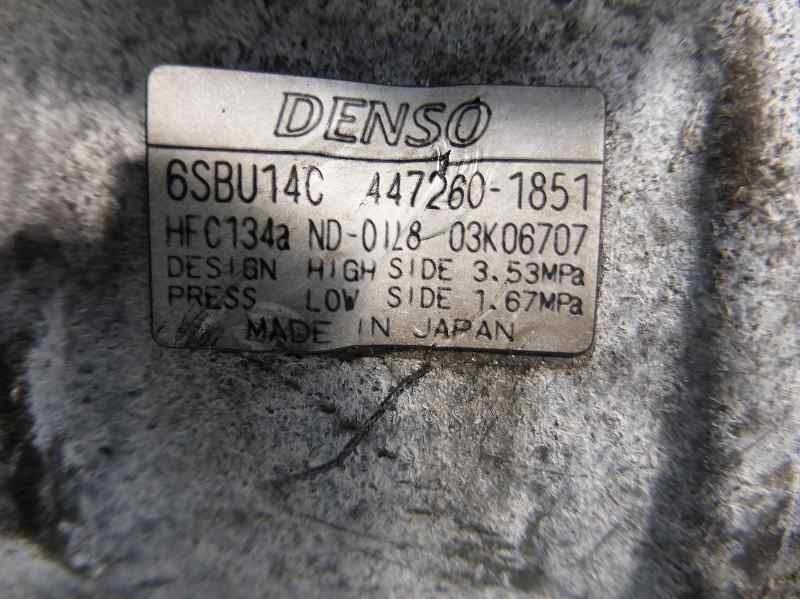 DENSO
6SBU14C 447260-1851
HFC134a ND-OIL8 03K06707
DESIGN HIGH SIDE 3.53MPa
PRESS LOW SIDE 1.67MPa
MADE IN JAPAN